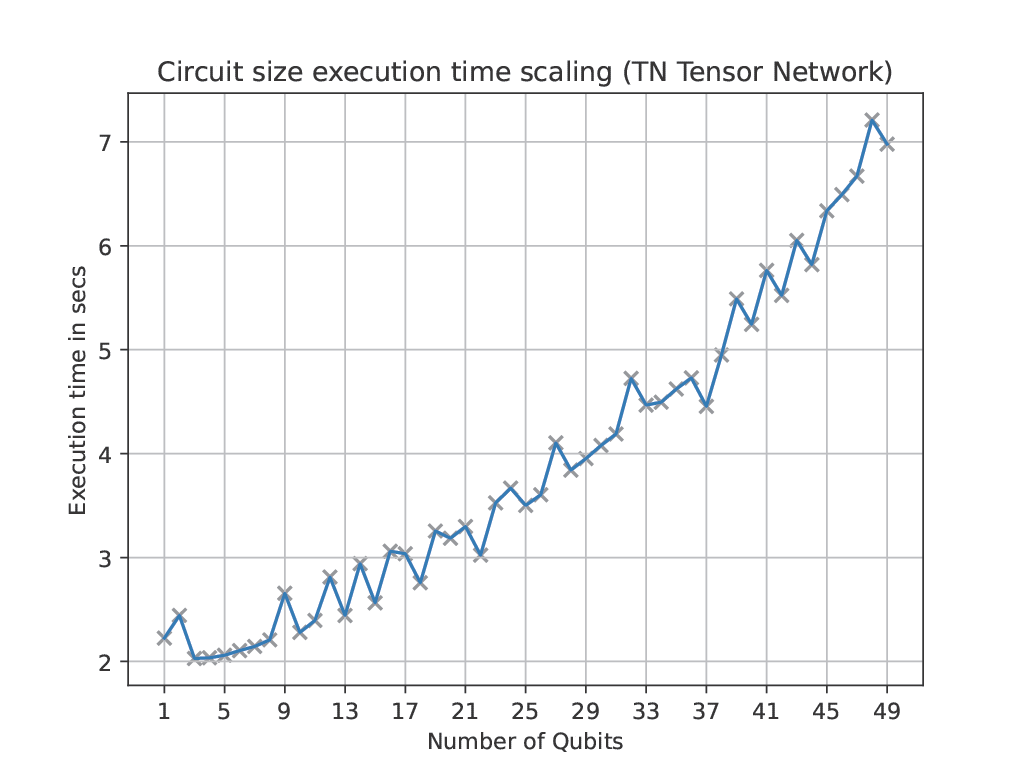 Circuit size execution time scaling (TN Tensor Network)
Execution time in secs
7
6
5
4
3
2
1 5 9 13 17 21 25 29 33 37 41 45 49
Number of Qubits